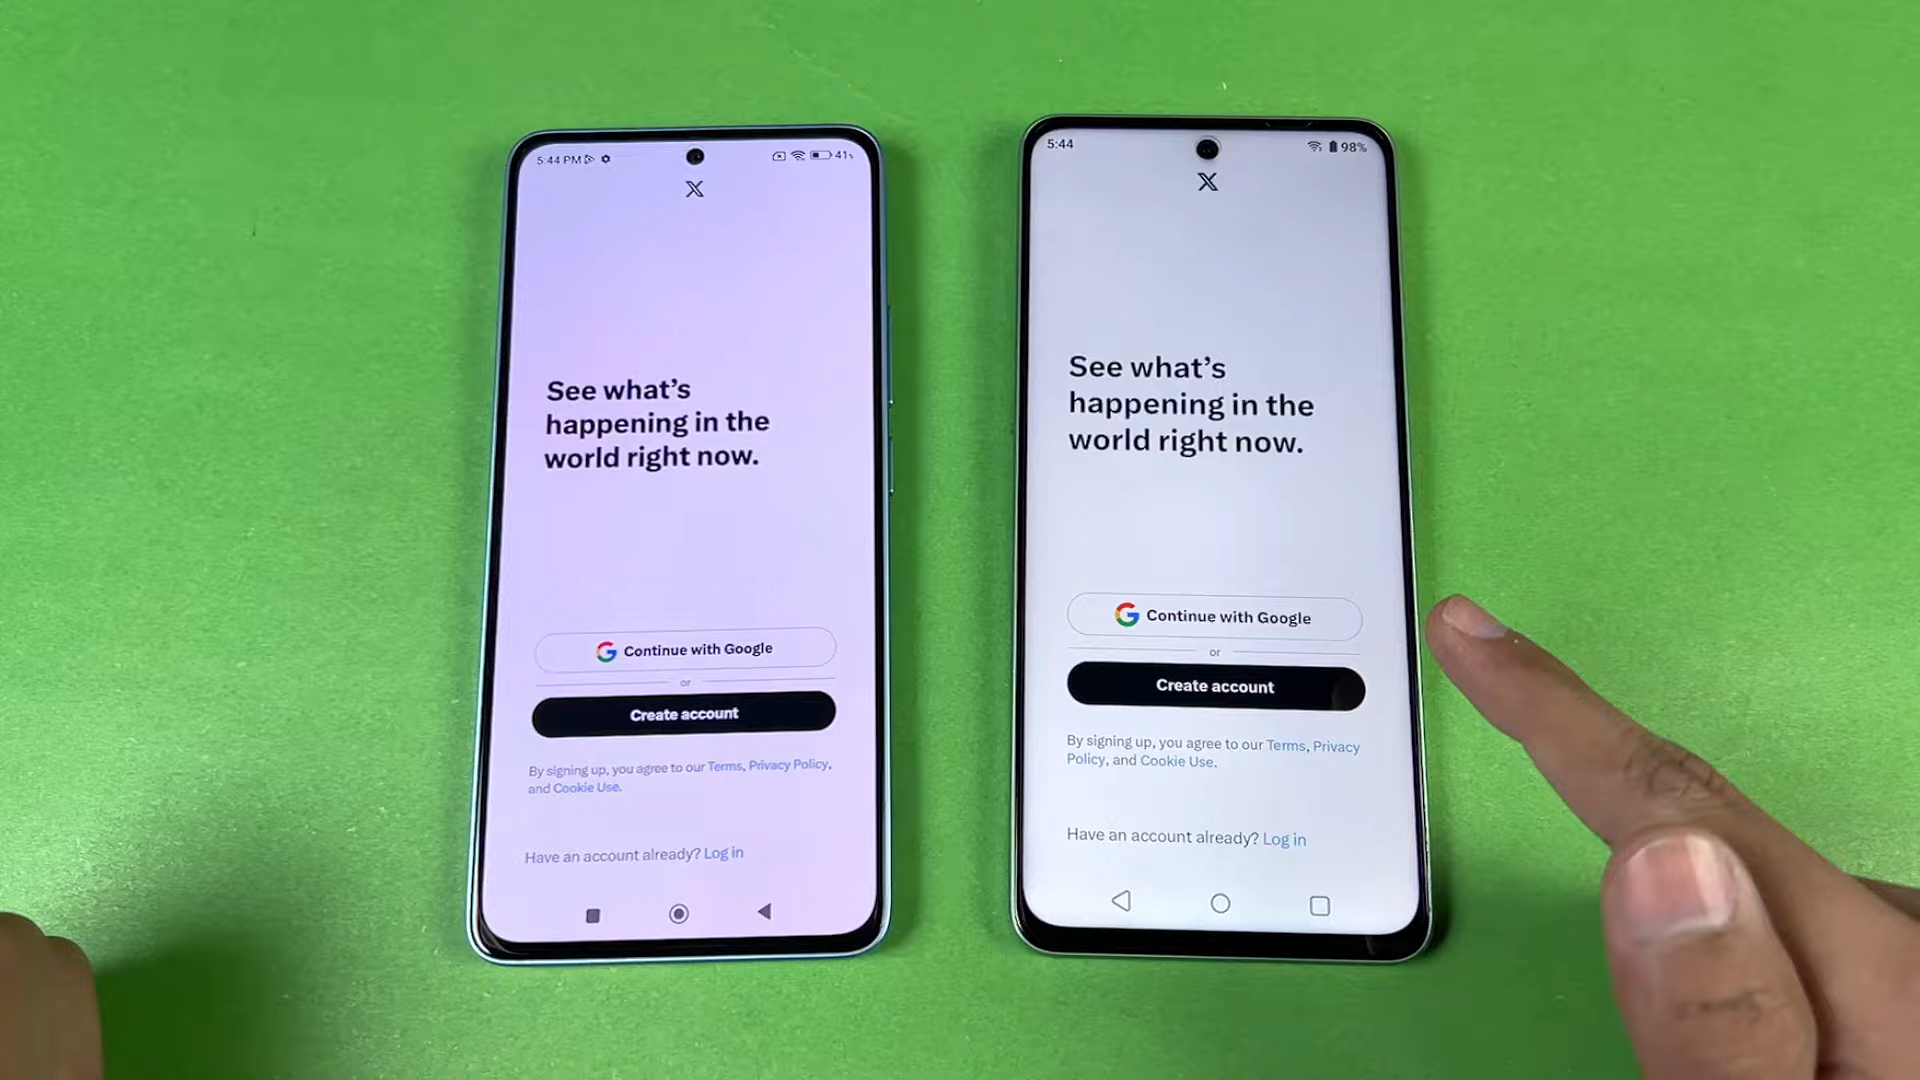 5:44 PM
41%
X
See what's
happening in the
world right now.
Continue with Google
or
Create account
By signing up, you agree to our Terms, Privacy Policy,
and Cookie Use.
Have an account already? Log in
5:44
98%
X
See what's
happening in the
world right now.
Continue with Google
or
Create account
By signing up, you agree to our Terms, Privacy
Policy, and Cookie Use.
Have an account already? Log in